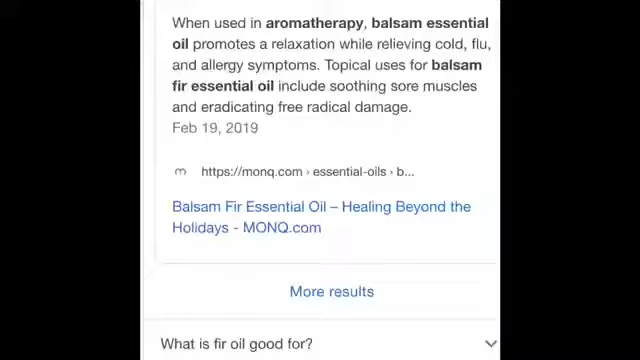 When used in aromatherapy, balsam essential
oil promotes a relaxation while relieving cold, flu,
and allergy symptoms. Topical uses for balsam
fir essential oil include soothing sore muscles
and eradicating free radical damage.
Feb 19, 2019
m https://monq.com › essential-oils › b...
Balsam Fir Essential Oil – Healing Beyond the
Holidays - MONQ.com
More results
What is fir oil good for?